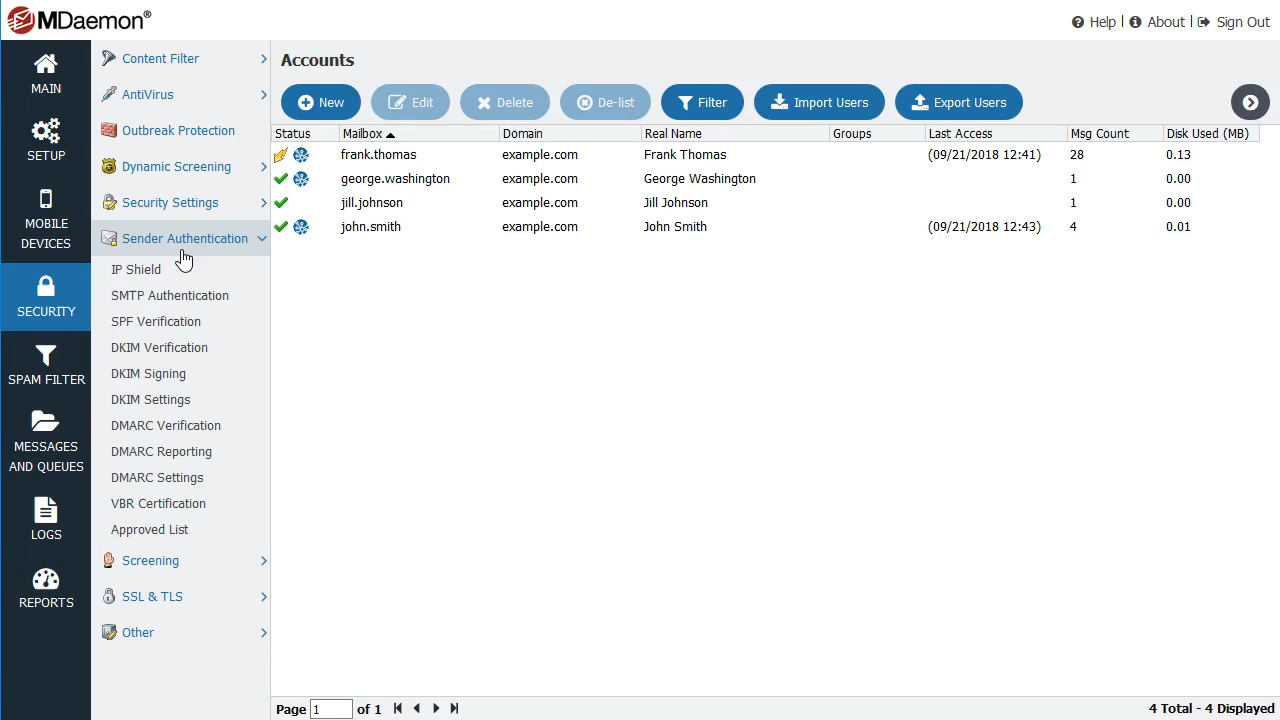 MDaemon®
Help | About | Sign Out
MAIN
SETUP
MOBILE
DEVICES
SECURITY
SPAM FILTER
MESSAGES
AND QUEUES
LOGS
REPORTS
Content Filter
AntiVirus
Outbreak Protection
Dynamic Screening
Security Settings
Sender Authentication
IP Shield
SMTP Authentication
SPF Verification
DKIM Verification
DKIM Signing
DKIM Settings
DMARC Verification
DMARC Reporting
DMARC Settings
VBR Certification
Approved List
Screening
SSL & TLS
Other
Accounts
New Edit Delete De-list Filter Import Users Export Users
Status Mailbox Domain Real Name Groups Last Access Msg Count Disk Used (MB)
frank.thomas example.com Frank Thomas (09/21/2018 12:41) 28 0.13
george.washington example.com George Washington 1 0.00
jill.johnson example.com Jill Johnson 1 0.00
john.smith example.com John Smith (09/21/2018 12:43) 4 0.01
Page 1 of 1
4 Total - 4 Displayed